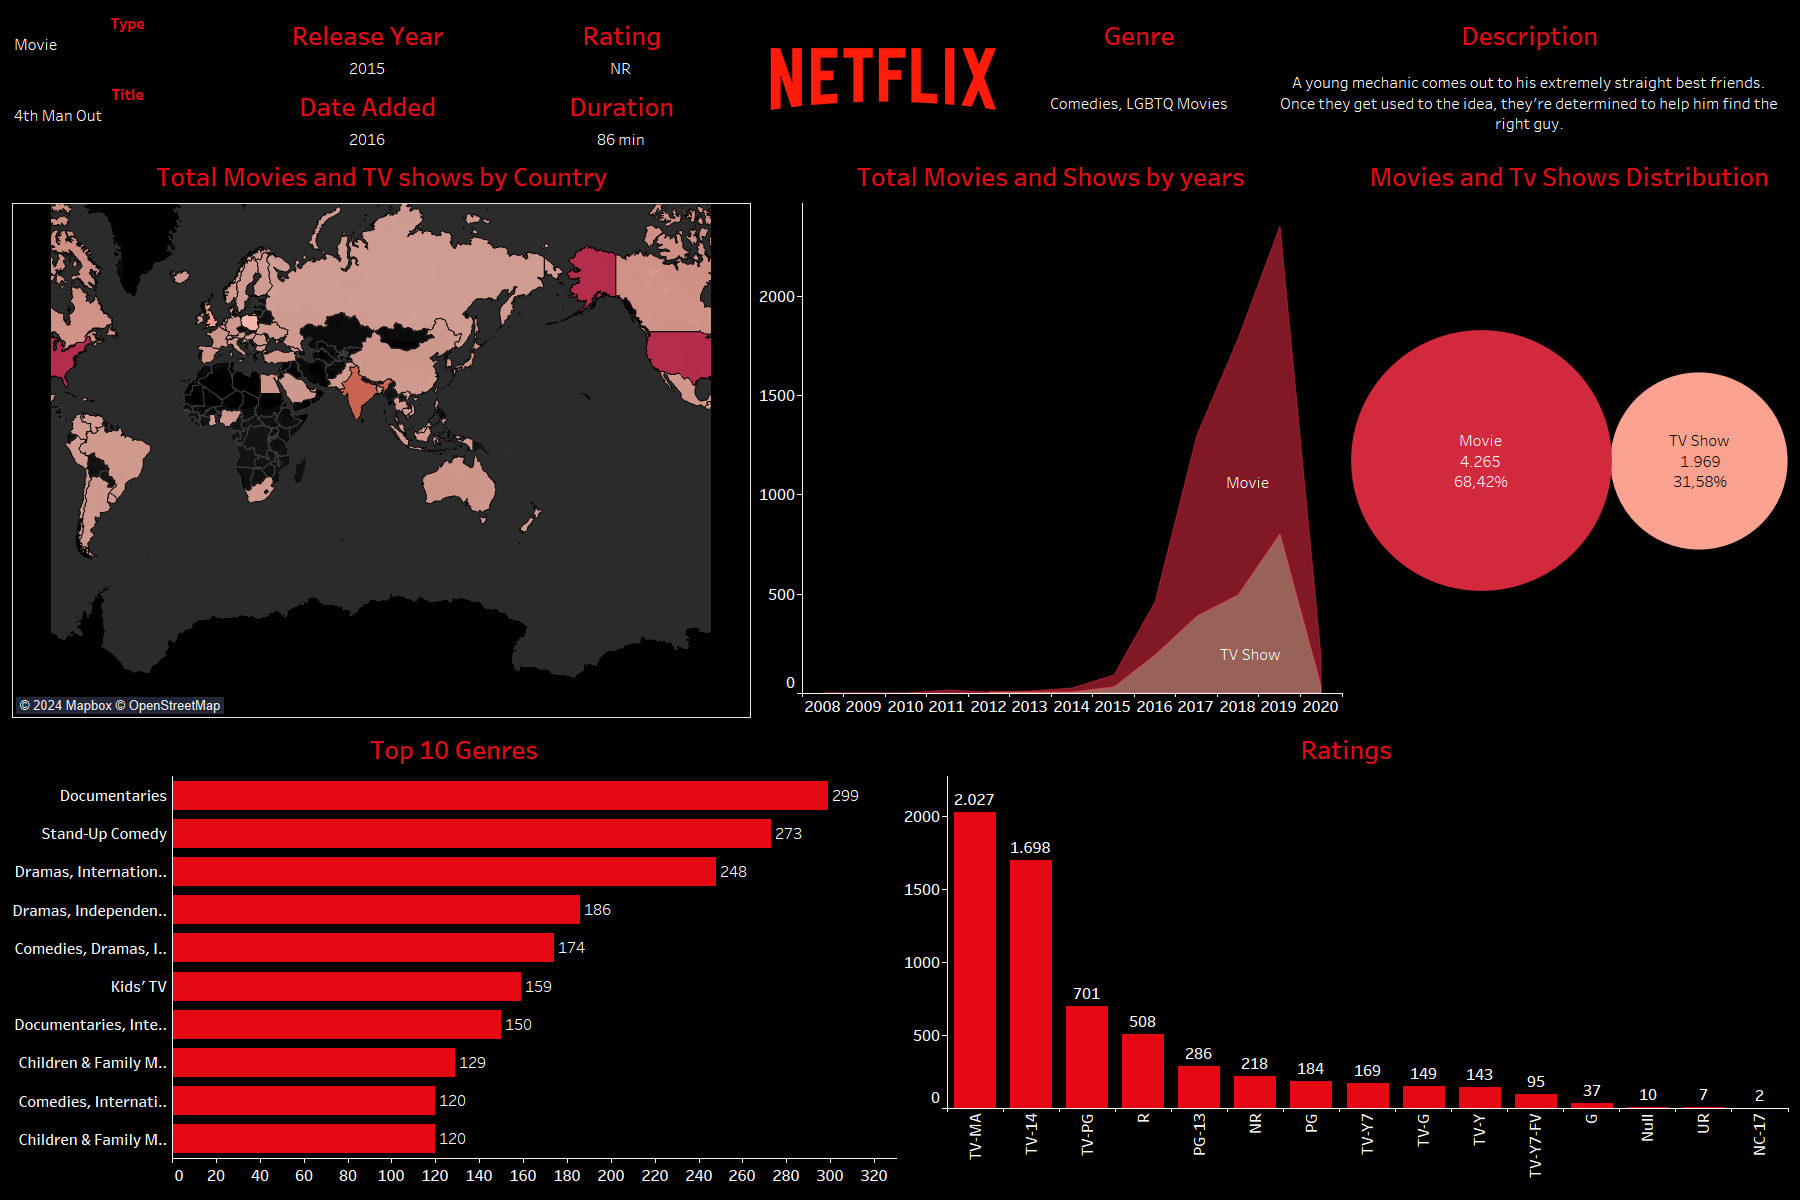 Type
Movie
Title
4th Man Out
Release Year
2015
Date Added
2016
Rating
NR
Duration
86 min
NETFLIX
Genre
Comedies, LGBTQ Movies
Description
A young mechanic comes out to his extremely straight best friends.
Once they get used to the idea, they’re determined to help him find the
right guy.
Total Movies and TV shows by Country
© 2024 Mapbox © OpenStreetMap
Total Movies and Shows by years
2000
1500
1000
500
0
Movie
TV Show
2008 2009 2010 2011 2012 2013 2014 2015 2016 2017 2018 2019 2020
Movies and Tv Shows Distribution
Movie
4.265
68,42%
TV Show
1.969
31,58%
Top 10 Genres
Documentaries 299
Stand-Up Comedy 273
Dramas, Internation.. 248
Dramas, Independen.. 186
Comedies, Dramas, I.. 174
Kids’ TV 159
Documentaries, Inte.. 150
Children & Family M.. 129
Comedies, Internati.. 120
Children & Family M.. 120
0 20 40 60 80 100 120 140 160 180 200 220 240 260 280 300 320
Ratings
2000
1500
1000
500
0
2.027
1.698
701
508
286
218
184
169
149
143
95
37
10
7
2
TV-MA
TV-14
TV-PG
R
PG-13
NR
PG
TV-Y7
TV-G
TV-Y
TV-Y7-FV
G
Null
UR
NC-17